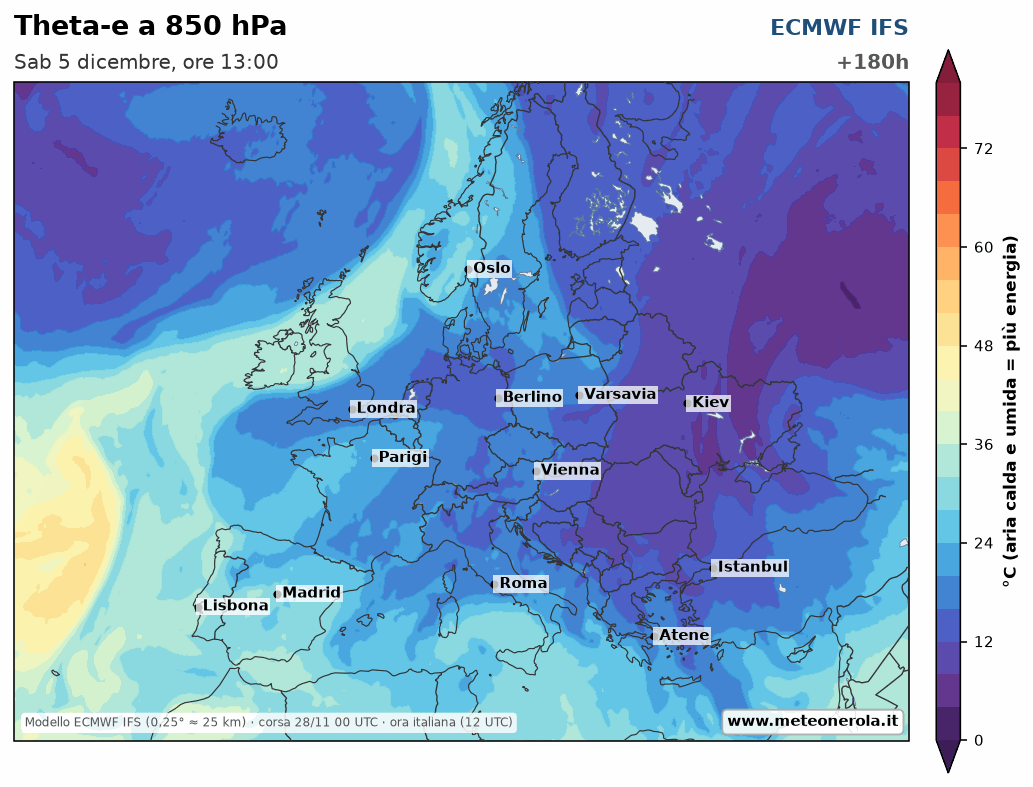 Theta-e a 850 hPa
ECMWF IFS
Sab 5 dicembre, ore 13:00
+180h
72
60
48
36
24
12
0
°C (aria calda e umida = più energia)
Oslo
Londra
Berlino
Varsavia
Kiev
Parigi
Vienna
Istanbul
Roma
Madrid
Lisbona
Atene
Modello ECMWF IFS (0,25° ≈ 25 km) · corsa 28/11 00 UTC · ora italiana (12 UTC)
www.meteonerola.it